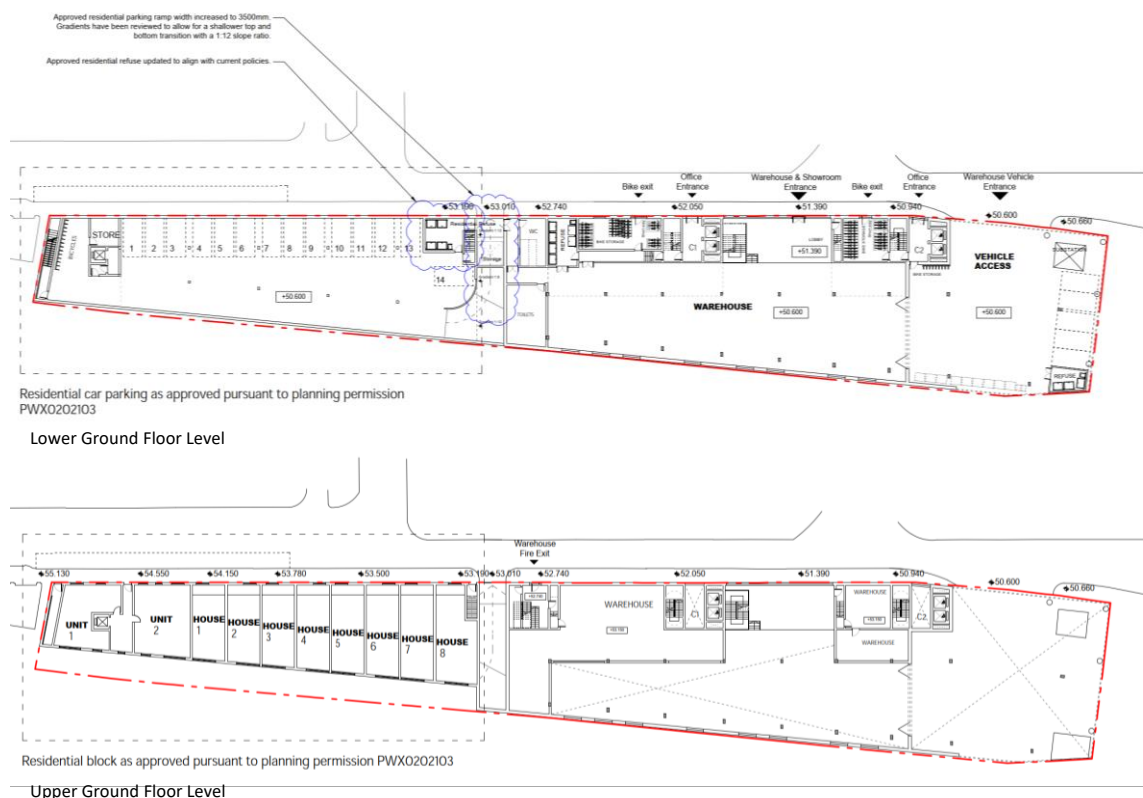 Approved residential parking ramp width increased to 3500mm.
Gradients have been reviewed to allow for a shallower top and
bottom transition with a 1:12 slope ratio.
Approved residential refuse updated to align with current policies.
Bike exit
Office
Entrance
Warehouse & Showroom
Entrance
Bike exit
Office
Entrance
Warehouse Vehicle
Entrance
53.190
53.010
52.740
52.050
51.390
50.940
50.600
50.660
BICYCLES
STORE
1 2 3 4 5 6 7 8 9 10 11 12 13
14
+50.600
Residential Refuse
Storage
WC
REFUSE
BIKE STORAGE
C1
LOBBY
+51.390
C2
BIKE STORAGE
VEHICLE
ACCESS
SUBSTATION
TOILETS
WAREHOUSE
+50.600
+50.600
REFUSE
Residential car parking as approved pursuant to planning permission
PWX0202103
Lower Ground Floor Level
Warehouse
Fire Exit
55.130
54.550
54.150
53.780
53.500
53.190
53.010
52.740
52.050
51.390
50.940
50.600
50.660
UNIT
1
UNIT
2
HOUSE
1
HOUSE
2
HOUSE
3
HOUSE
4
HOUSE
5
HOUSE
6
HOUSE
7
HOUSE
8
WAREHOUSE
C1
WAREHOUSE
WAREHOUSE
C2
Residential block as approved pursuant to planning permission PWX0202103
Upper Ground Floor Level